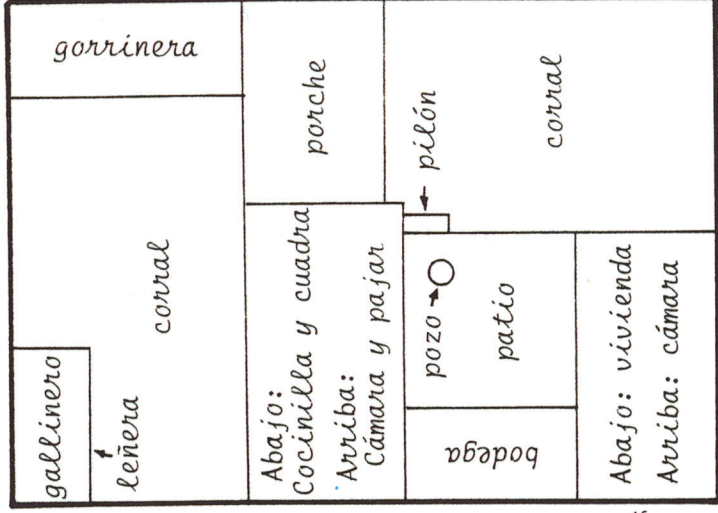 gorrinera
porche
corral
pilón
corral
gallinero
leñera
Abajo:
Cocinilla y cuadra
Arriba:
Cámara y pajar
pozo
patio
bodega
Abajo: vivienda
Arriba: cámara